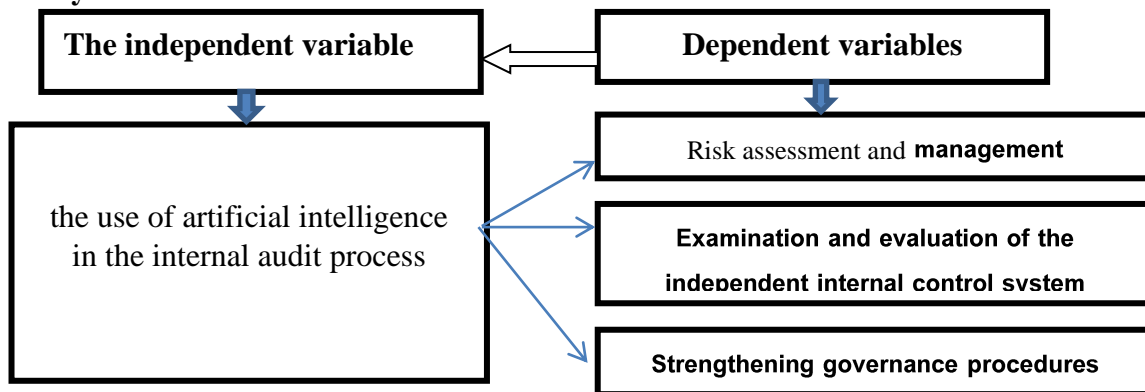 The independent variable
Dependent variables
the use of artificial intelligence
in the internal audit process
Risk assessment and management
Examination and evaluation of the
independent internal control system
Strengthening governance procedures